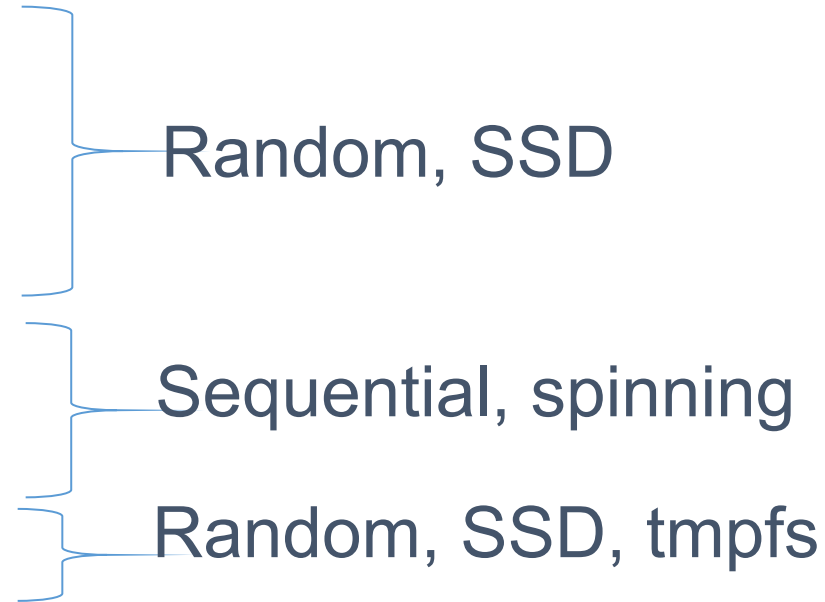 Random, SSD
Sequential, spinning
Random, SSD, tmpfs